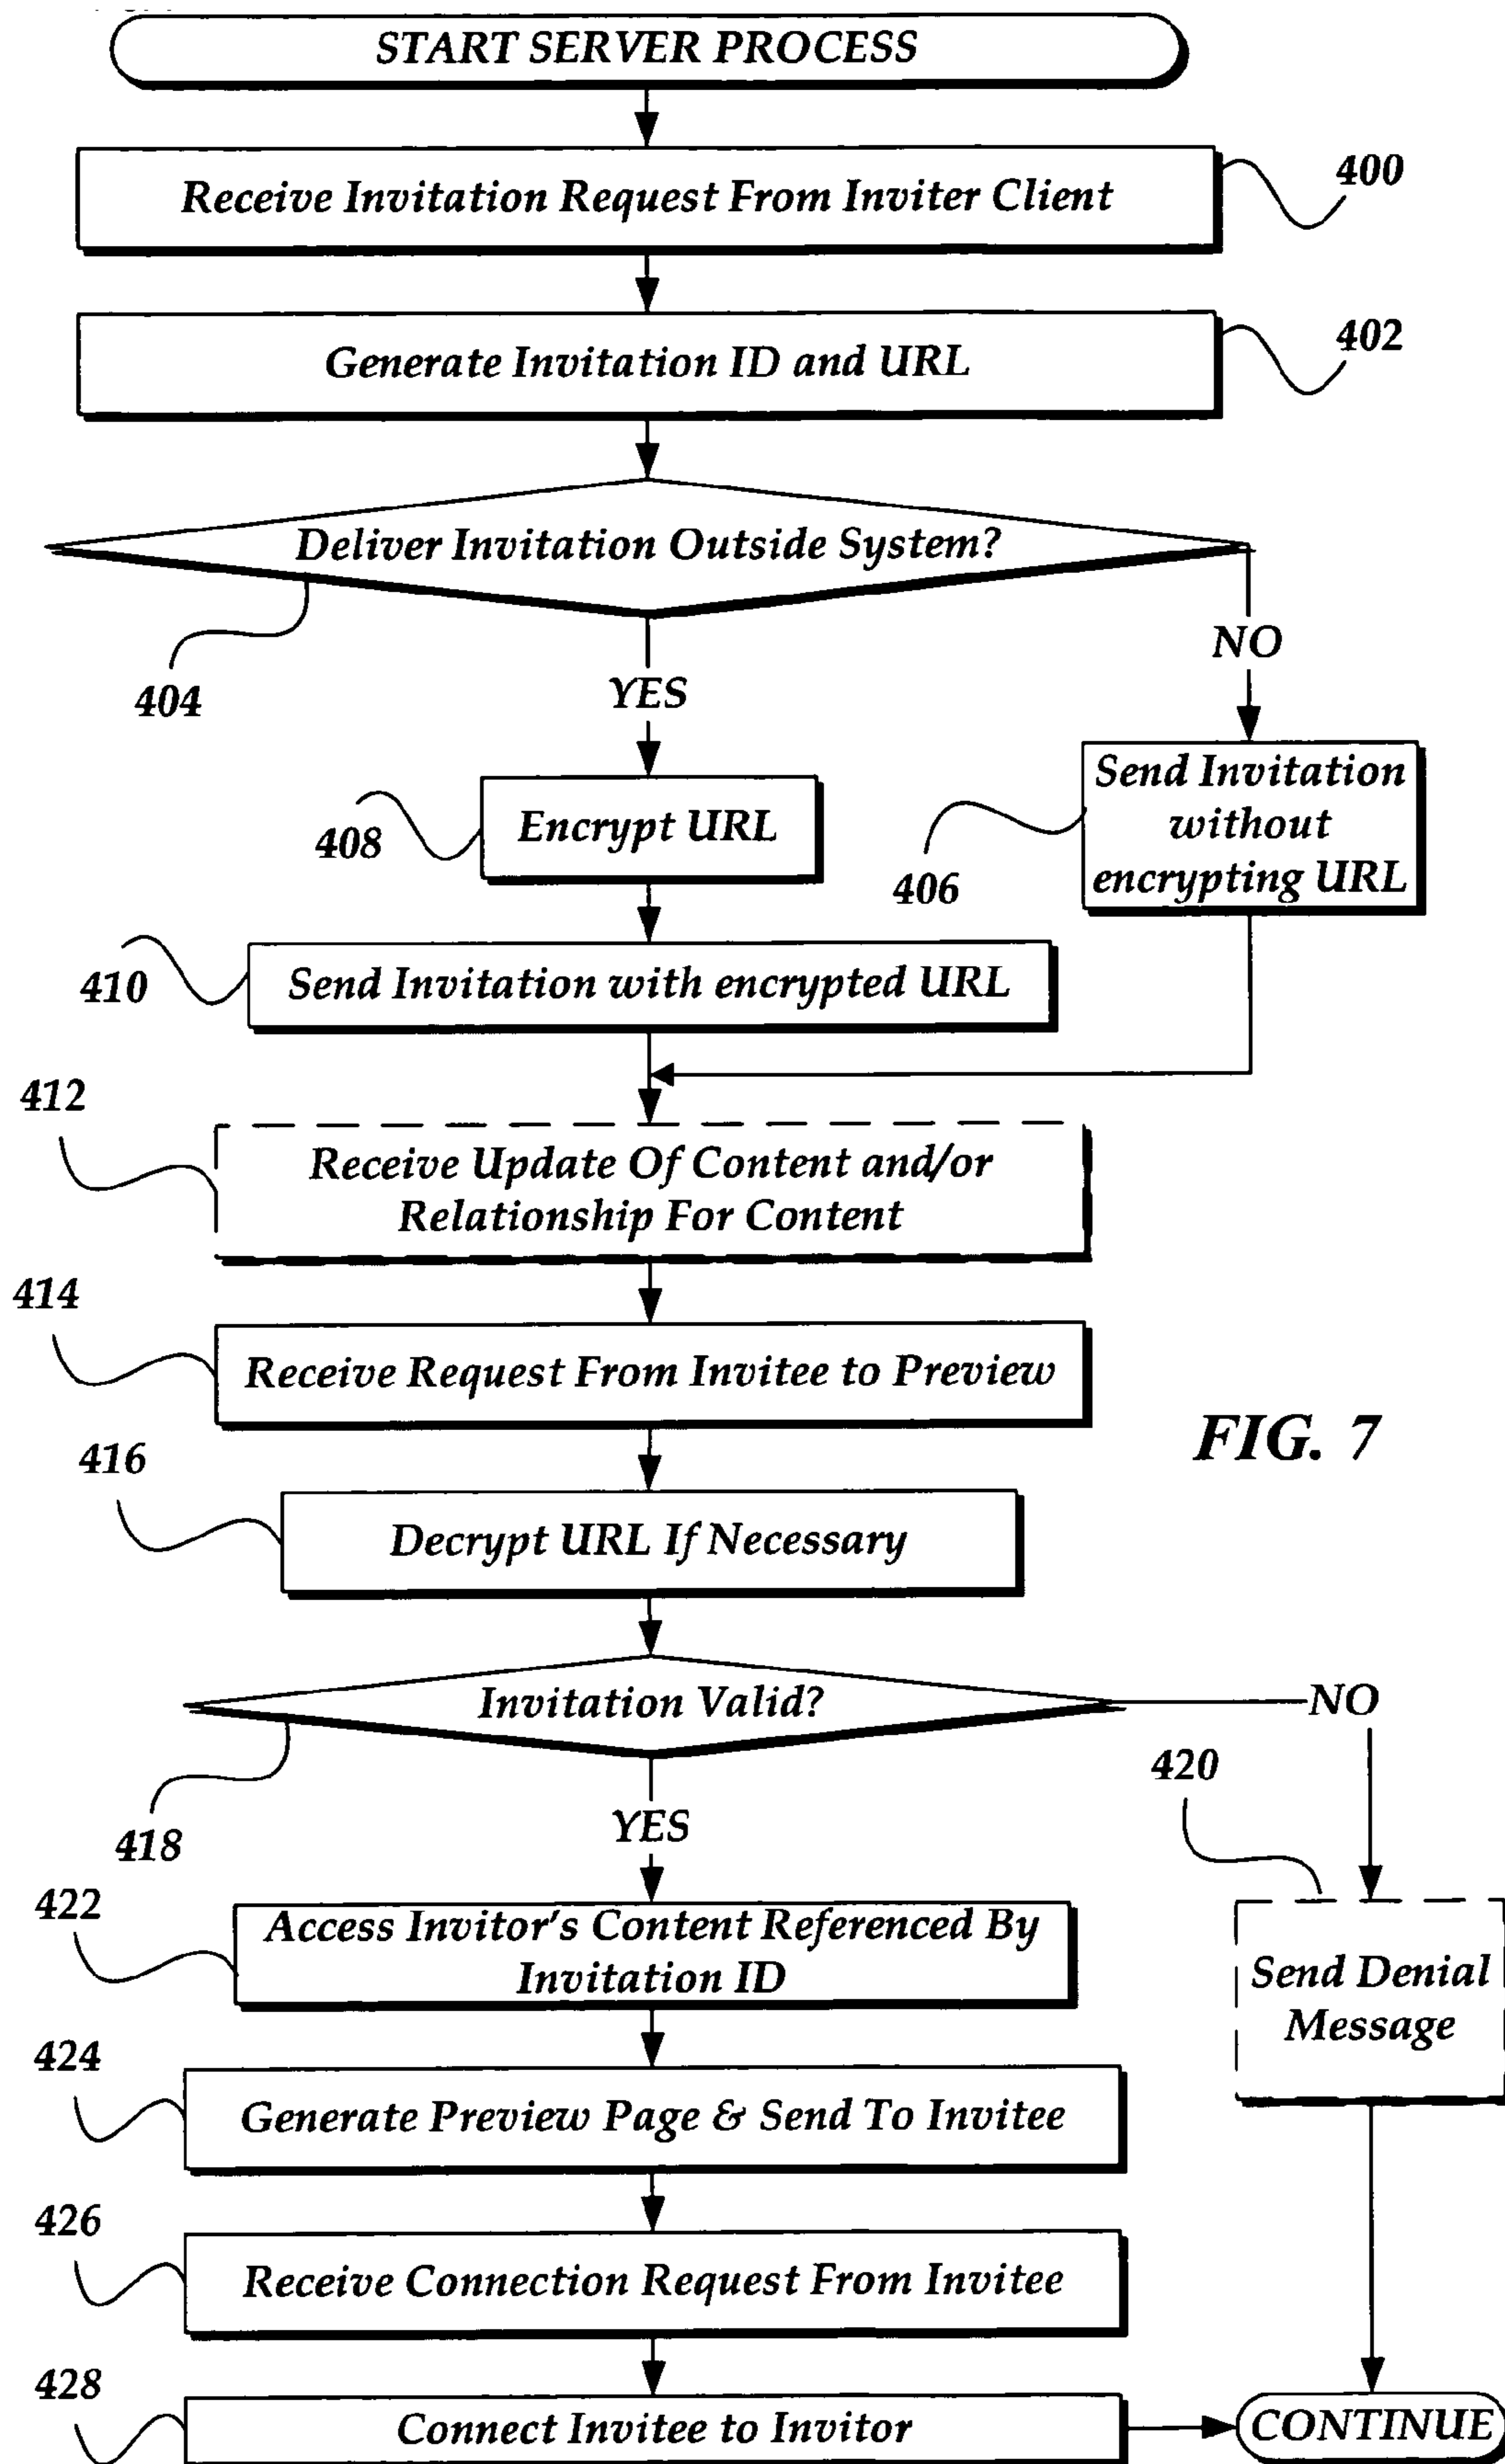 START SERVER PROCESS
Receive Invitation Request From Inviter Client
400
Generate Invitation ID and URL
402
Deliver Invitation Outside System?
404
NO
YES
Send Invitation
without
encrypting URL
406
408
Encrypt URL
410
Send Invitation with encrypted URL
412
Receive Update Of Content and/or
Relationship For Content
414
Receive Request From Invitee to Preview
FIG. 7
416
Decrypt URL If Necessary
Invitation Valid?
NO
418
YES
420
Send Denial
Message
422
Access Invitor's Content Referenced By
Invitation ID
424
Generate Preview Page & Send To Invitee
426
Receive Connection Request From Invitee
428
Connect Invitee to Invitor
CONTINUE